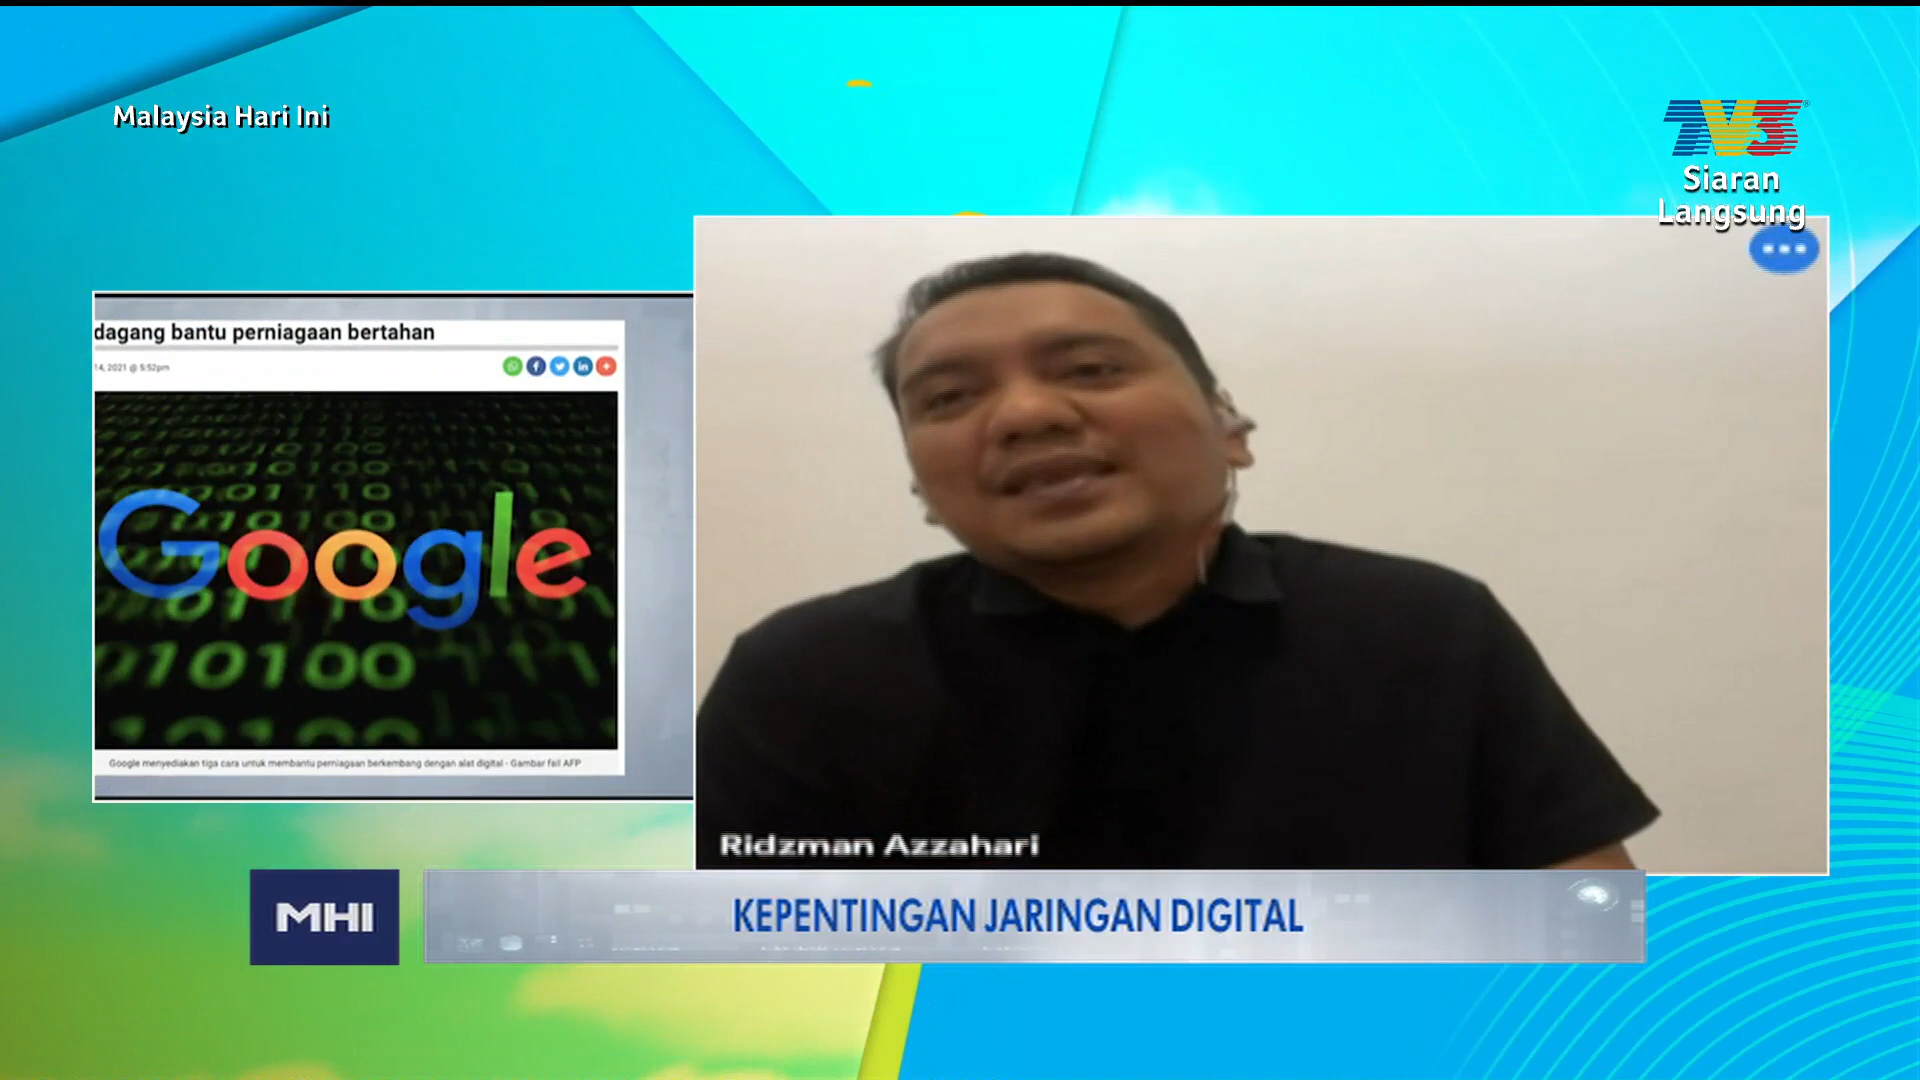 Malaysia Hari Ini
TV3
Siaran
Langsung
dagang bantu perniagaan bertahan
14, 2021 @ 5:52pm
Google
Google menyediakan tiga cara untuk membantu perniagaan berkembang dengan alat digital - Gambar fail AFP
Ridzman Azzahari
MHI
KEPENTINGAN JARINGAN DIGITAL